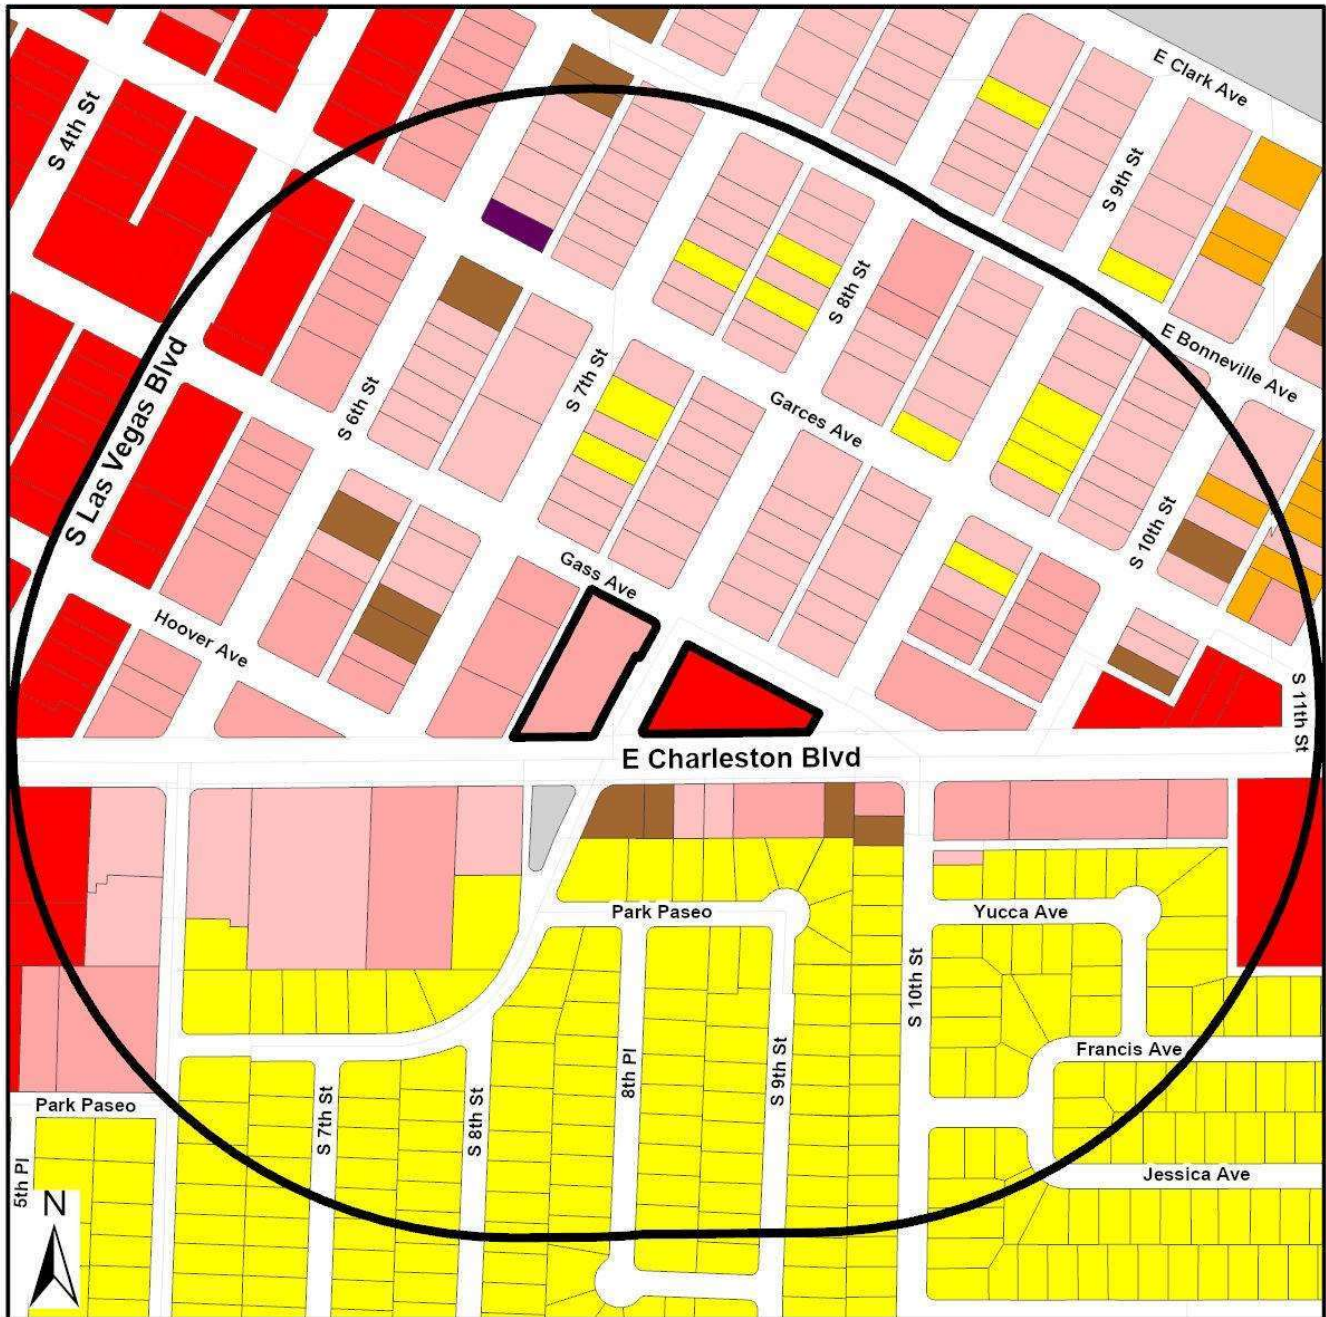 E Clark Ave
S 4th St
S 9th St
S 8th St
E Bonneville Ave
S Las Vegas Blvd
S 7th St
S 6th St
Garces Ave
S 10th St
Gass Ave
Hoover Ave
S 11th St
E Charleston Blvd
Park Paseo
Yucca Ave
S 10th St
Francis Ave
8th Pl
S 9th St
Park Paseo
S 7th St
S 8th St
Jessica Ave
5th Pl
N